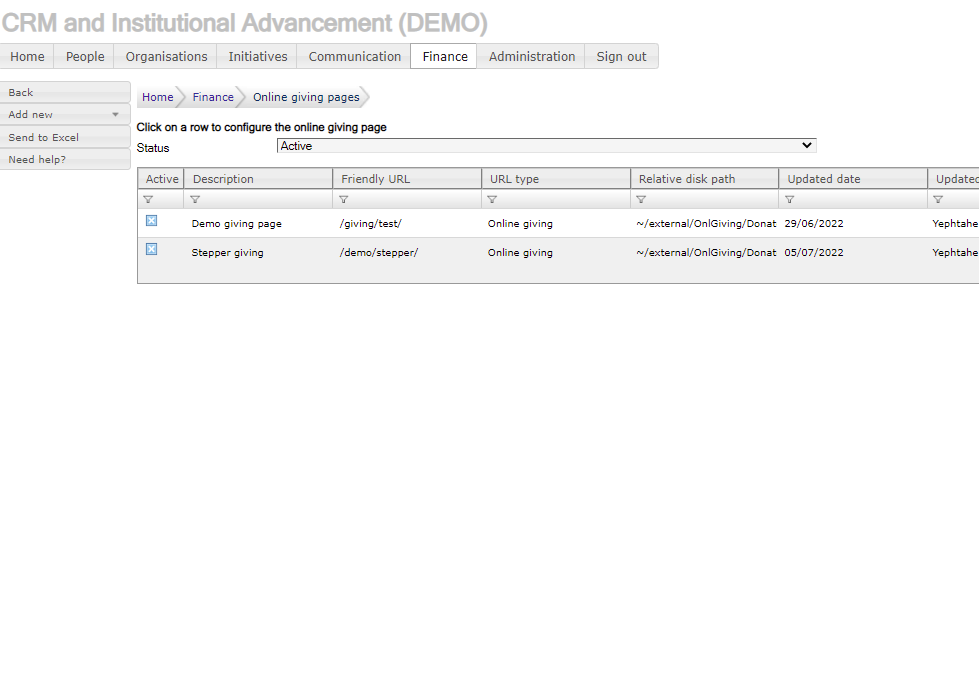 CRM and Institutional Advancement (DEMO)
Home People Organisations Initiatives Communication Finance Administration Sign out
Back
Add new
Send to Excel
Need help?
Home Finance Online giving pages
Click on a row to configure the online giving page
Status Active
Active Description Friendly URL URL type Relative disk path Updated date Updated
Demo giving page /giving/test/ Online giving ~/external/OnlGiving/Donat 29/06/2022 Yephtahe
Stepper giving /demo/stepper/ Online giving ~/external/OnlGiving/Donat 05/07/2022 Yephtahe